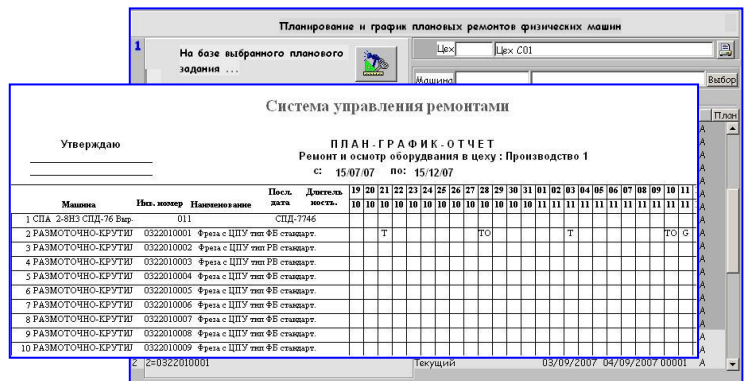 Планирование и график плановых ремонтов физических машин
1
На базе выбранного планового
задания ...
Цех
Цех С01
Машина
Выбор
План
Система управления ремонтами
Утверждаю
ПЛАН-ГРАФИК-ОТЧЕТ
Ремонт и осмотр оборудвания в цеху : Производство 1
с: 15/07/07 по: 15/12/07
Машина Инв. номер Наименование Посл. дата Длитель ность. 19 20 21 22 23 24 25 26 27 28 29 30 31 01 02 03 04 05 06 07 08 09 10 11
10 10 10 10 10 10 10 10 10 10 10 10 10 11 11 11 11 11 11 11 11 11 11 11
1 СПА 2-8НЗ СПД-76 Выр. 011 СПД-7746
2 РАЗМОТОЧНО-КРУТИЛ 0322010001 Фреза с ЦПУ тип ФБ стандарт. Т ТО Т ТО G
3 РАЗМОТОЧНО-КРУТИЛ 0322010002 Фреза с ЦПУ тип РВ стандарт.
4 РАЗМОТОЧНО-КРУТИЛ 0322010003 Фреза с ЦПУ тип РВ стандарт.
5 РАЗМОТОЧНО-КРУТИЛ 0322010004 Фреза с ЦПУ тип ФБ стандарт.
6 РАЗМОТОЧНО-КРУТИЛ 0322010005 Фреза с ЦПУ тип ФБ стандарт.
7 РАЗМОТОЧНО-КРУТИЛ 0322010006 Фреза с ЦПУ тип ФБ стандарт.
8 РАЗМОТОЧНО-КРУТИЛ 0322010007 Фреза с ЦПУ тип ФБ стандарт.
9 РАЗМОТОЧНО-КРУТИЛ 0322010008 Фреза с ЦПУ тип ФБ стандарт.
10 РАЗМОТОЧНО-КРУТИЛ 0322010009 Фреза с ЦПУ тип ФБ стандарт.
2 2=0322010001 Текущий 03/09/2007 04/09/2007 00001 А